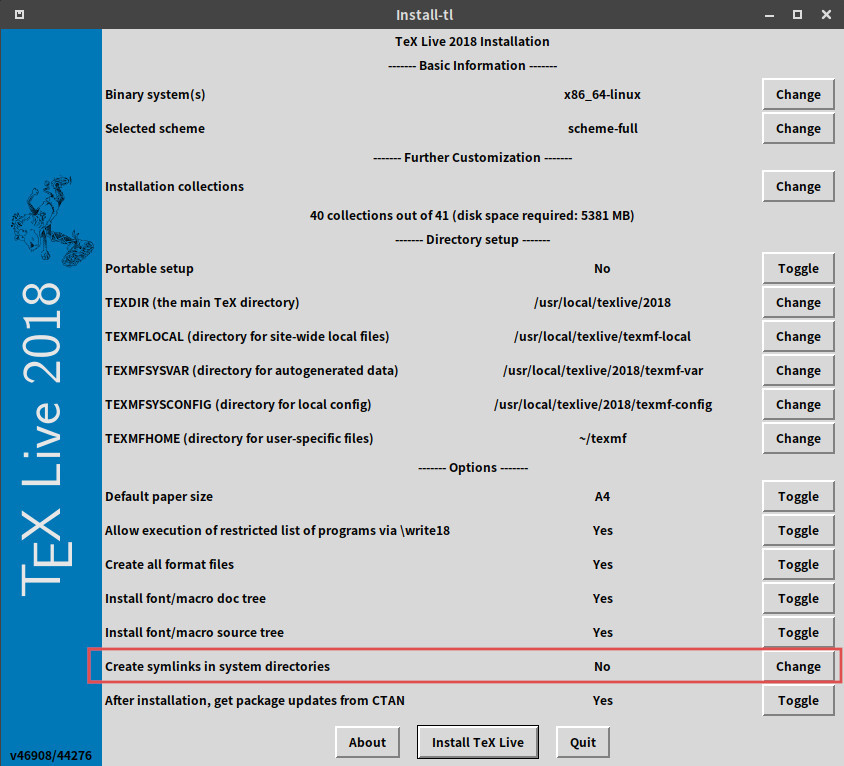 Install-tl
TeX Live 2018 Installation
------- Basic Information -------
Binary system(s) x86_64-linux Change
Selected scheme scheme-full Change
------- Further Customization -------
Installation collections Change
40 collections out of 41 (disk space required: 5381 MB)
------- Directory setup -------
Portable setup No Toggle
TEXDIR (the main TeX directory) /usr/local/texlive/2018 Change
TEXMFLOCAL (directory for site-wide local files) /usr/local/texlive/texmf-local Change
TEXMFSYSVAR (directory for autogenerated data) /usr/local/texlive/2018/texmf-var Change
TEXMFSYSCONFIG (directory for local config) /usr/local/texlive/2018/texmf-config Change
TEXMFHOME (directory for user-specific files) ~/texmf Change
------- Options -------
Default paper size A4 Toggle
Allow execution of restricted list of programs via \write18 Yes Toggle
Create all format files Yes Toggle
Install font/macro doc tree Yes Toggle
Install font/macro source tree Yes Toggle
Create symlinks in system directories No Change
After installation, get package updates from CTAN Yes Toggle
About Install TeX Live Quit
TEX Live 2018
v46908/44276